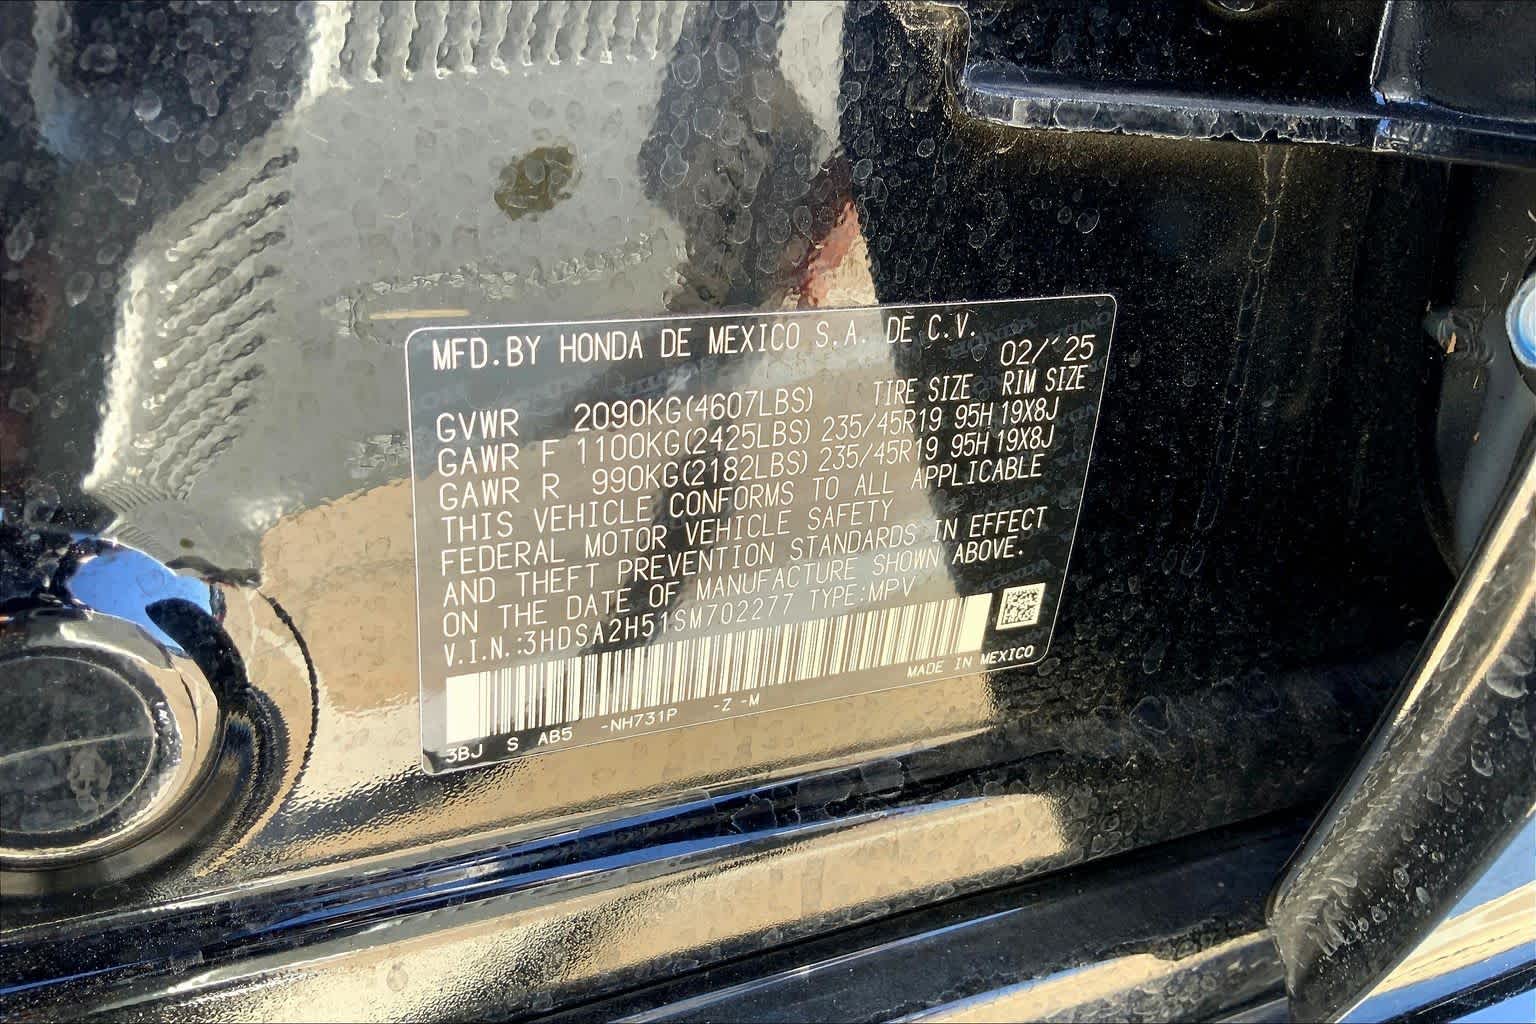 MFD.BY HONDA DE MEXICO S.A. DE C.V.
02/'25
GVWR 2090KG(4607LBS) TIRE SIZE RIM SIZE
GAWR F 1100KG(2425LBS) 235/45R19 95H 19X8J
GAWR R 990KG(2182LBS) 235/45R19 95H 19X8J
THIS VEHICLE CONFORMS TO ALL APPLICABLE
FEDERAL MOTOR VEHICLE SAFETY
AND THEFT PREVENTION STANDARDS IN EFFECT
ON THE DATE OF MANUFACTURE SHOWN ABOVE.
V.I.N.:3HDSA2H51SM702277 TYPE:MPV
MADE IN MEXICO
3BJ S AB5 -NH731P -Z -M